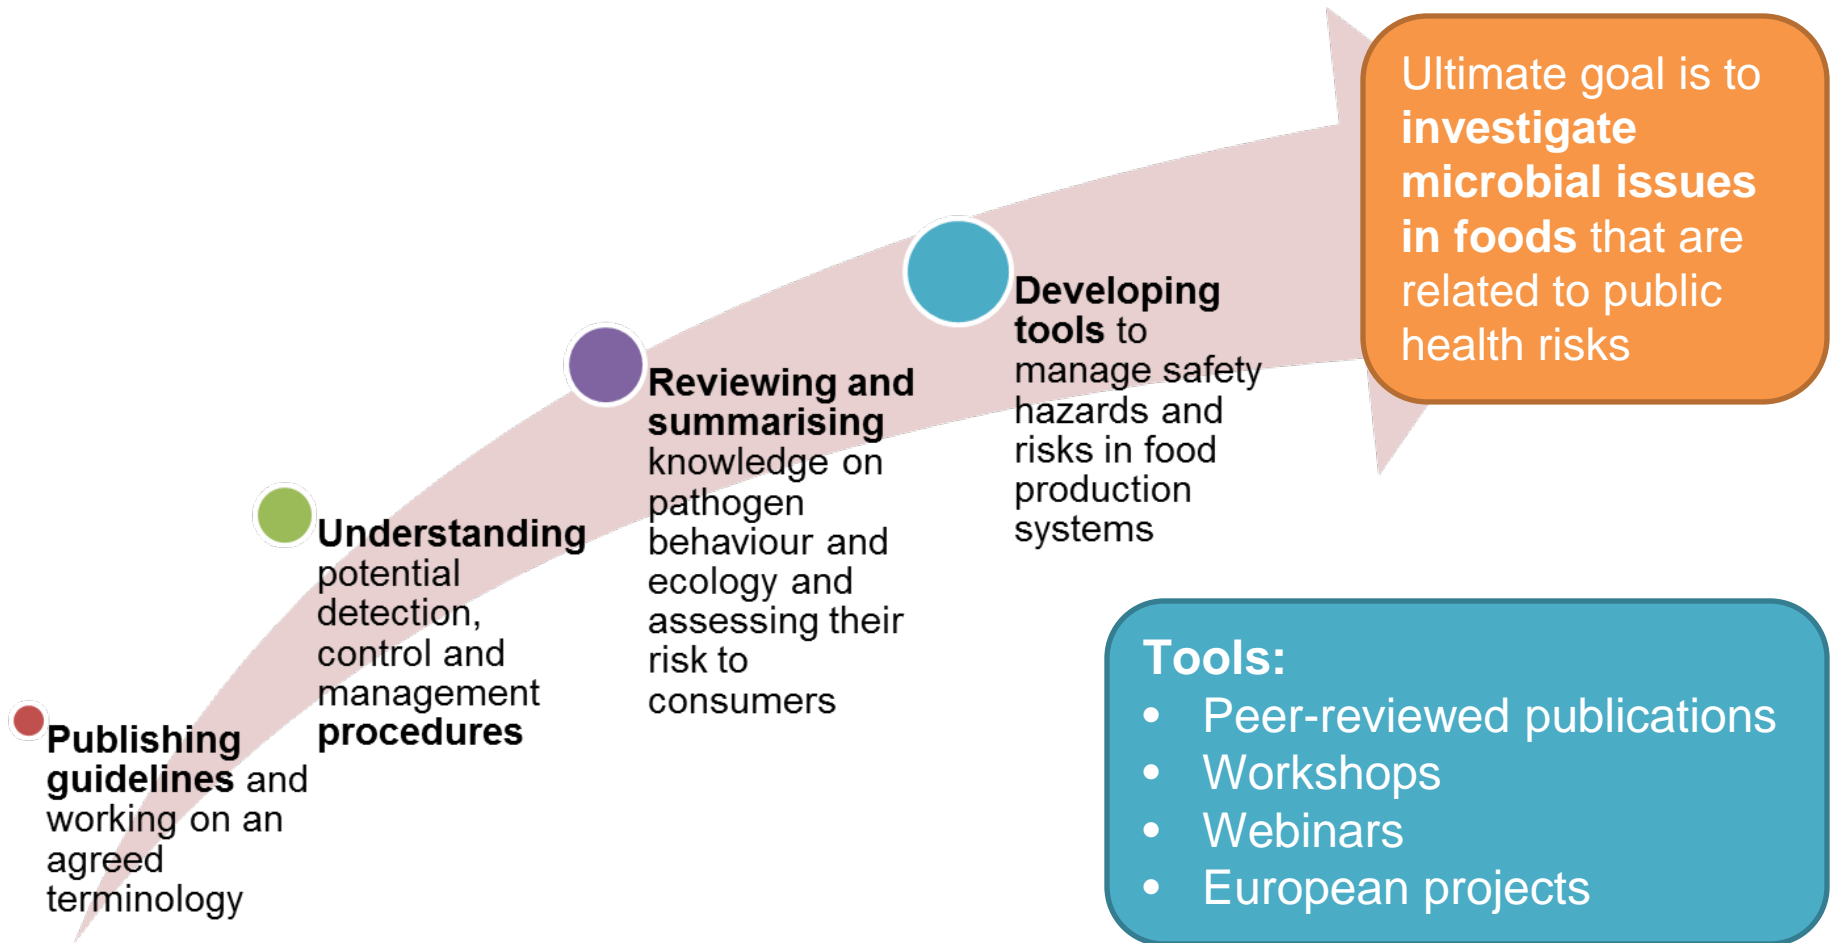 Publishing
guidelines and
working on an
agreed
terminology
Understanding
potential
detection,
control and
management
procedures
Reviewing and
summarising
knowledge on
pathogen
behaviour and
ecology and
assessing their
risk to
consumers
Developing
tools to
manage safety
hazards and
risks in food
production
systems
Ultimate goal is to
investigate
microbial issues
in foods that are
related to public
health risks
Tools:
• Peer-reviewed publications
• Workshops
• Webinars
• European projects